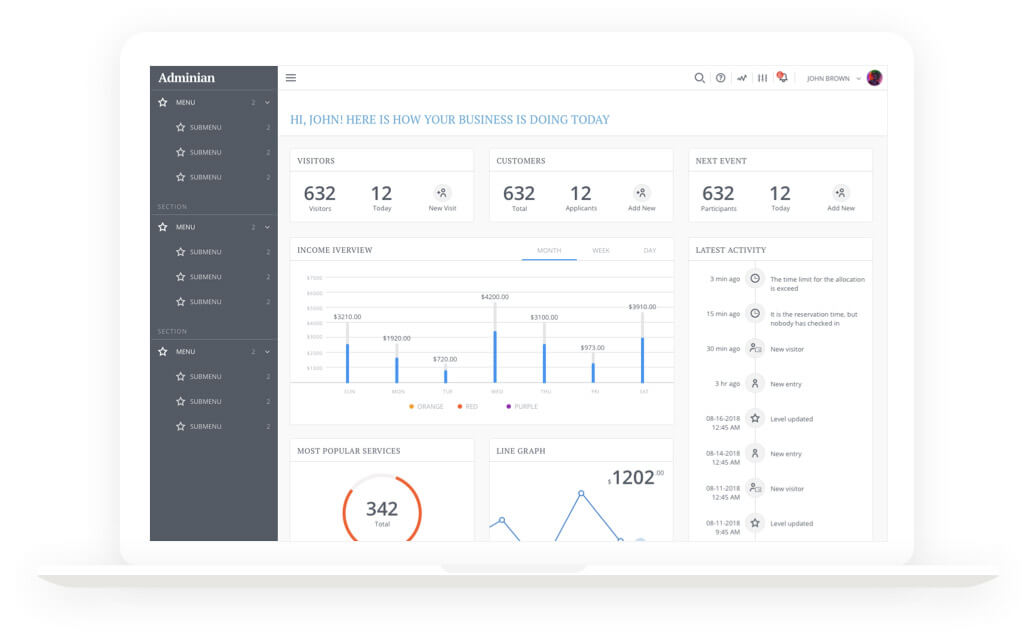 Adminian
MENU 2
SUBMENU 2
SUBMENU 2
SUBMENU 2
SECTION
MENU 2
SUBMENU 2
SUBMENU 2
SUBMENU 2
SECTION
MENU 2
SUBMENU 2
SUBMENU 2
SUBMENU 2
JOHN BROWN
HI, JOHN! HERE IS HOW YOUR BUSINESS IS DOING TODAY
VISITORS
632 12
Visitors Today New Visit
CUSTOMERS
632 12
Total Applicants Add New
NEXT EVENT
632 12
Participants Today Add New
INCOME IVERVIEW
MONTH WEEK DAY
$7000
$6000
$5000
$4000
$3000
$2500
$1500
$3210.00
$1920.00
$720.00
$4200.00
$3100.00
$973.00
$3910.00
SUN MON TUE WED THU FRI SAT
ORANGE RED PURPLE
LATEST ACTIVITY
3 min ago The time limit for the allocation
is exceed
15 min ago It is the reservation time, but
nobody has checked in
30 min ago New visitor
3 hr ago New entry
08-16-2018 Level updated
12:45 AM
08-14-2018 New entry
12:45 AM
08-11-2018 New visitor
12:45 AM
08-11-2018 Level updated
9:45 AM
MOST POPULAR SERVICES
342
Total
LINE GRAPH
$1202.00